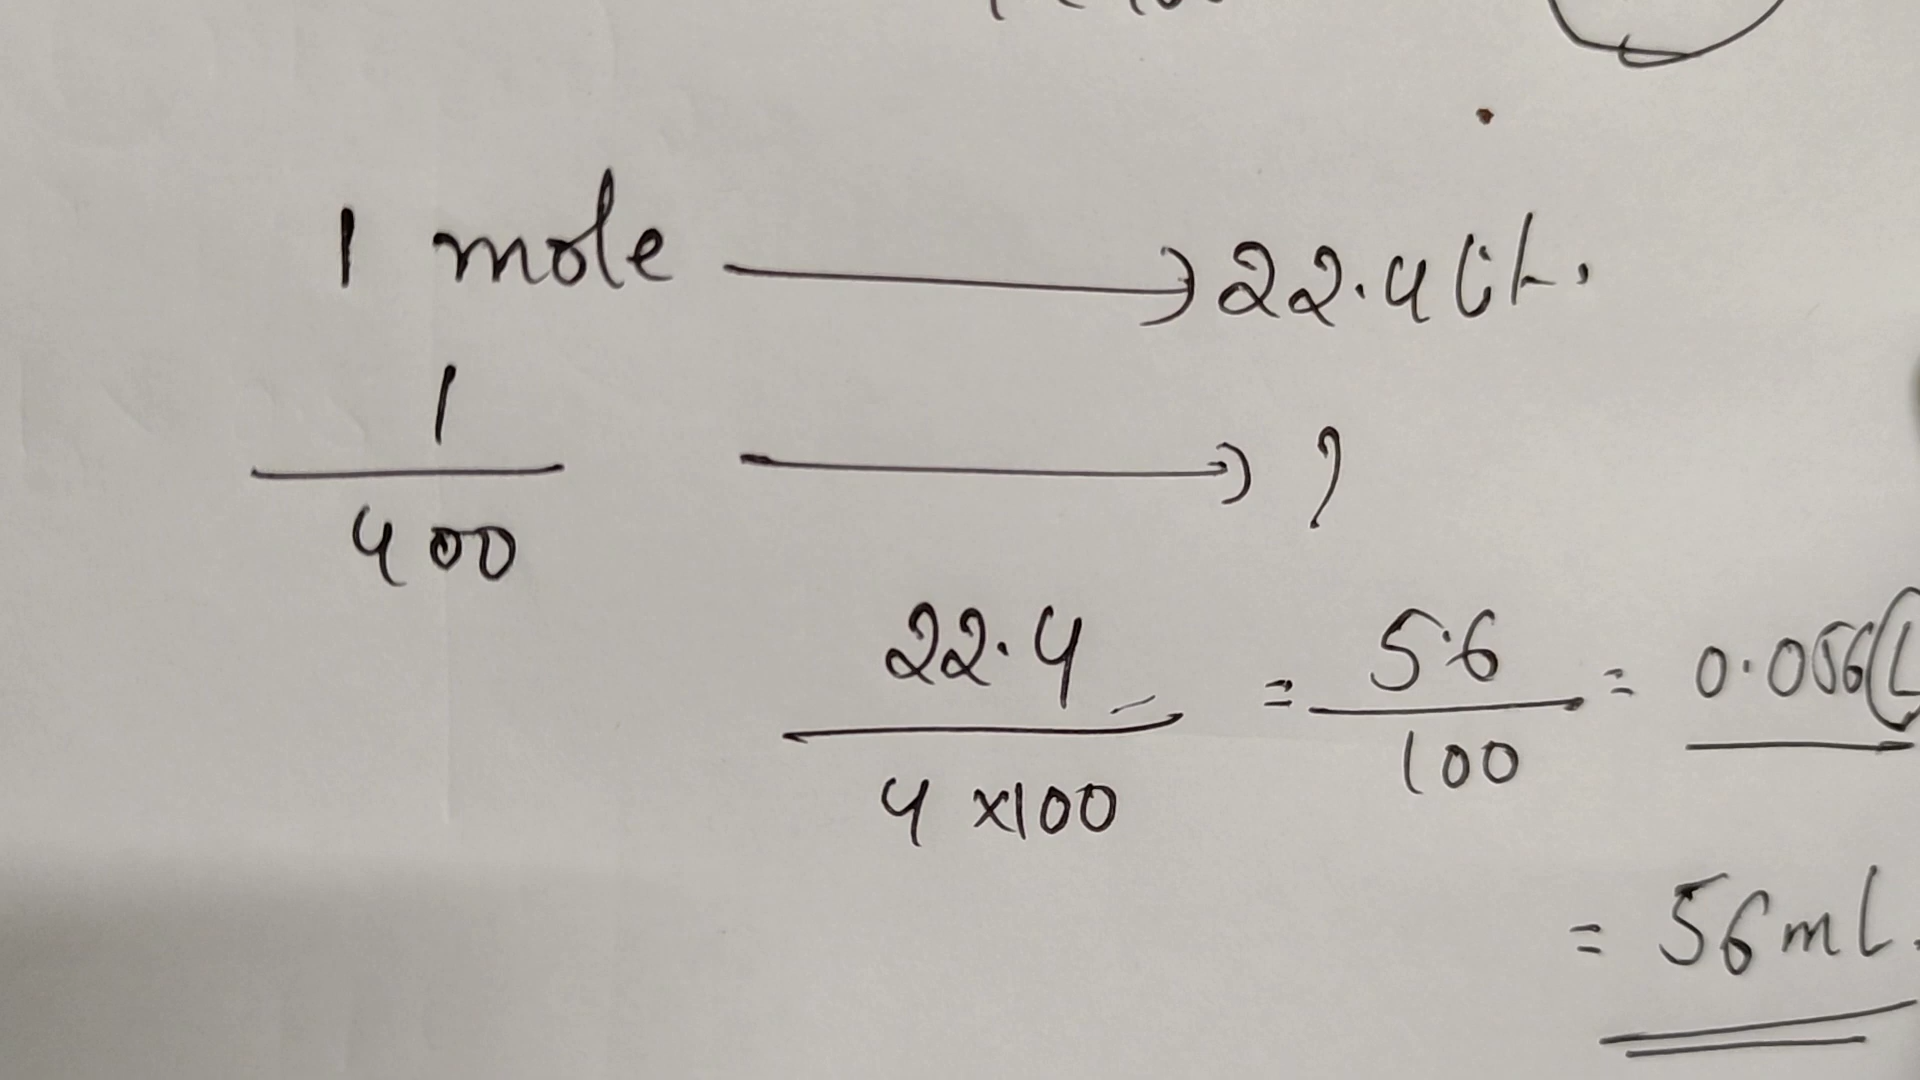 1 mole → 22.4 lit.
1/400 → ?
22.4/4 x100 = 5.6/100 = 0.056 L
= 56 ml.